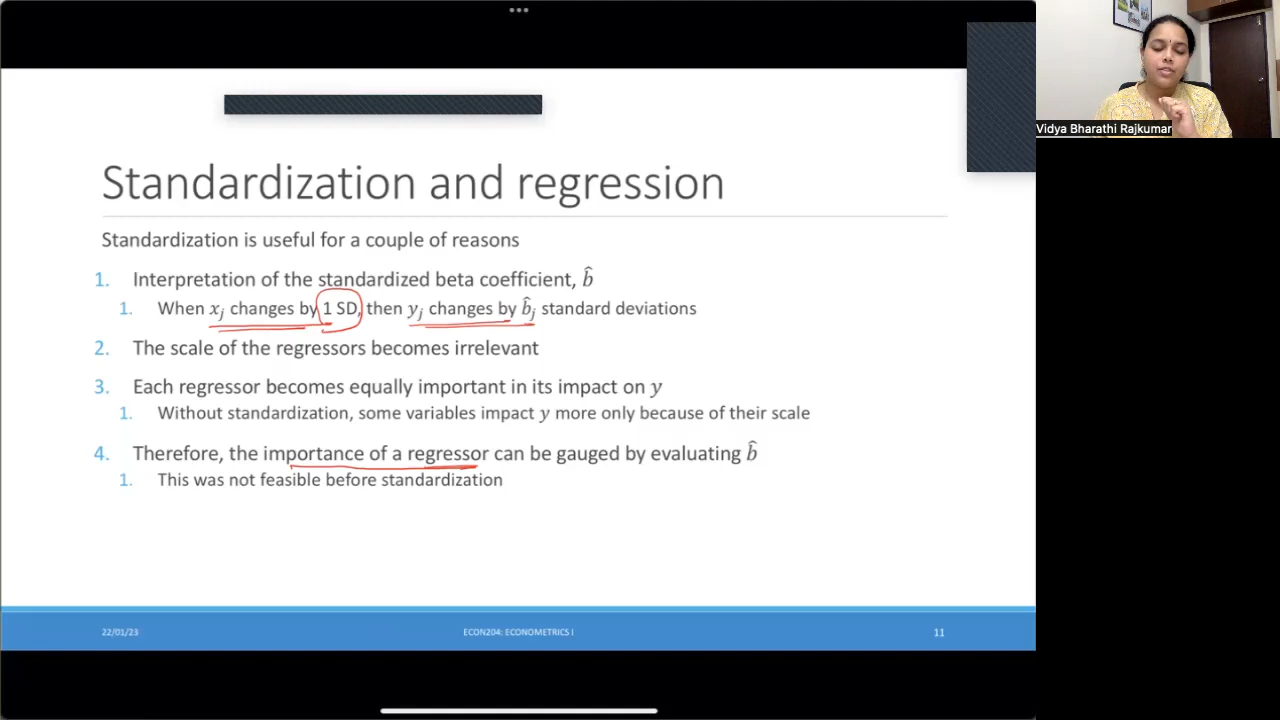 Vidya Bharathi Rajkumar
Standardization and regression
Standardization is useful for a couple of reasons
1. Interpretation of the standardized beta coefficient, b̂
1. When xⱼ changes by 1 SD, then yⱼ changes by b̂ⱼ standard deviations
2. The scale of the regressors becomes irrelevant
3. Each regressor becomes equally important in its impact on y
1. Without standardization, some variables impact y more only because of their scale
4. Therefore, the importance of a regressor can be gauged by evaluating b̂
1. This was not feasible before standardization
22/01/23 ECON204: ECONOMETRICS I 11